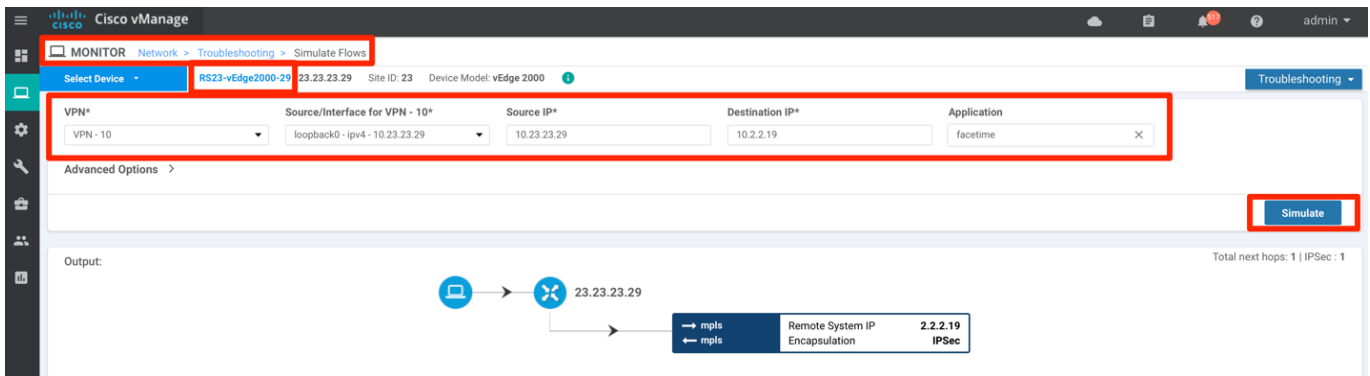 cisco Cisco vManage 517 admin
MONITOR Network > Troubleshooting > Simulate Flows
Select Device RS23-vEdge2000-29 23.23.23.29 Site ID: 23 Device Model: vEdge 2000 Troubleshooting
VPN* Source/Interface for VPN - 10* Source IP* Destination IP* Application
VPN - 10 loopback0 - ipv4 - 10.23.23.29 10.23.23.29 10.2.2.19 facetime
Advanced Options >
Simulate
Output: Total next hops: 1 | IPSec : 1
23.23.23.29
mpls Remote System IP 2.2.2.19
mpls Encapsulation IPSec